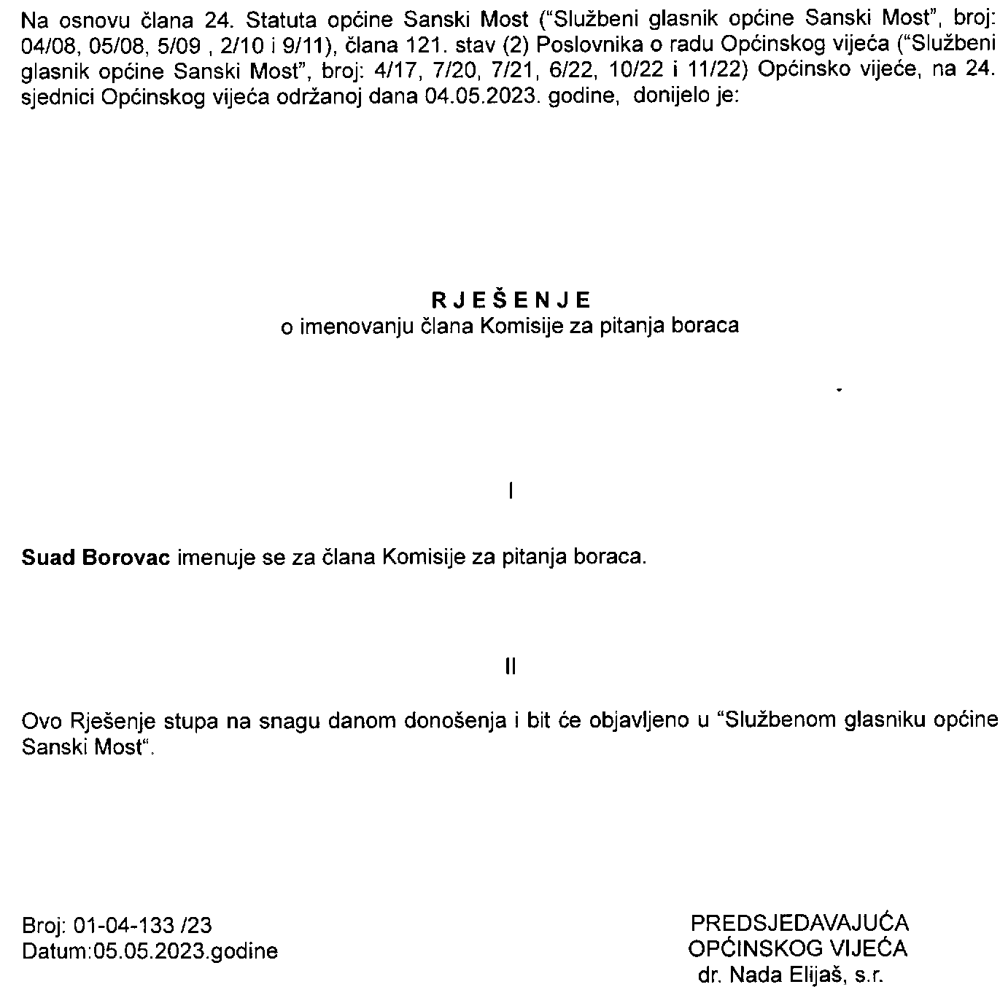 Na osnovu člana 24. Statuta općine Sanski Most (“Službeni glasnik općine Sanski Most”, broj:
04/08, 05/08, 5/09 , 2/10 i 9/11), člana 121. stav (2) Poslovnika o radu Općinskog vijeća (“Službeni
glasnik općine Sanski Most”, broj: 4/17, 7/20, 7/21, 6/22, 10/22 i 11/22) Općinsko vijeće, na 24.
sjednici Općinskog vijeća održanoj dana 04.05.2023. godine, donijelo je:
R J E Š E N J E
o imenovanju člana Komisije za pitanja boraca
I
Suad Borovac imenuje se za člana Komisije za pitanja boraca.
II
Ovo Rješenje stupa na snagu danom donošenja i bit će objavljeno u “Službenom glasniku općine
Sanski Most“.
Broj: 01-04-133 /23
Datum:05.05.2023.godine
PREDSJEDAVAJUĆA
OPĆINSKOG VIJEĆA
dr. Nada Elijaš, s.r.